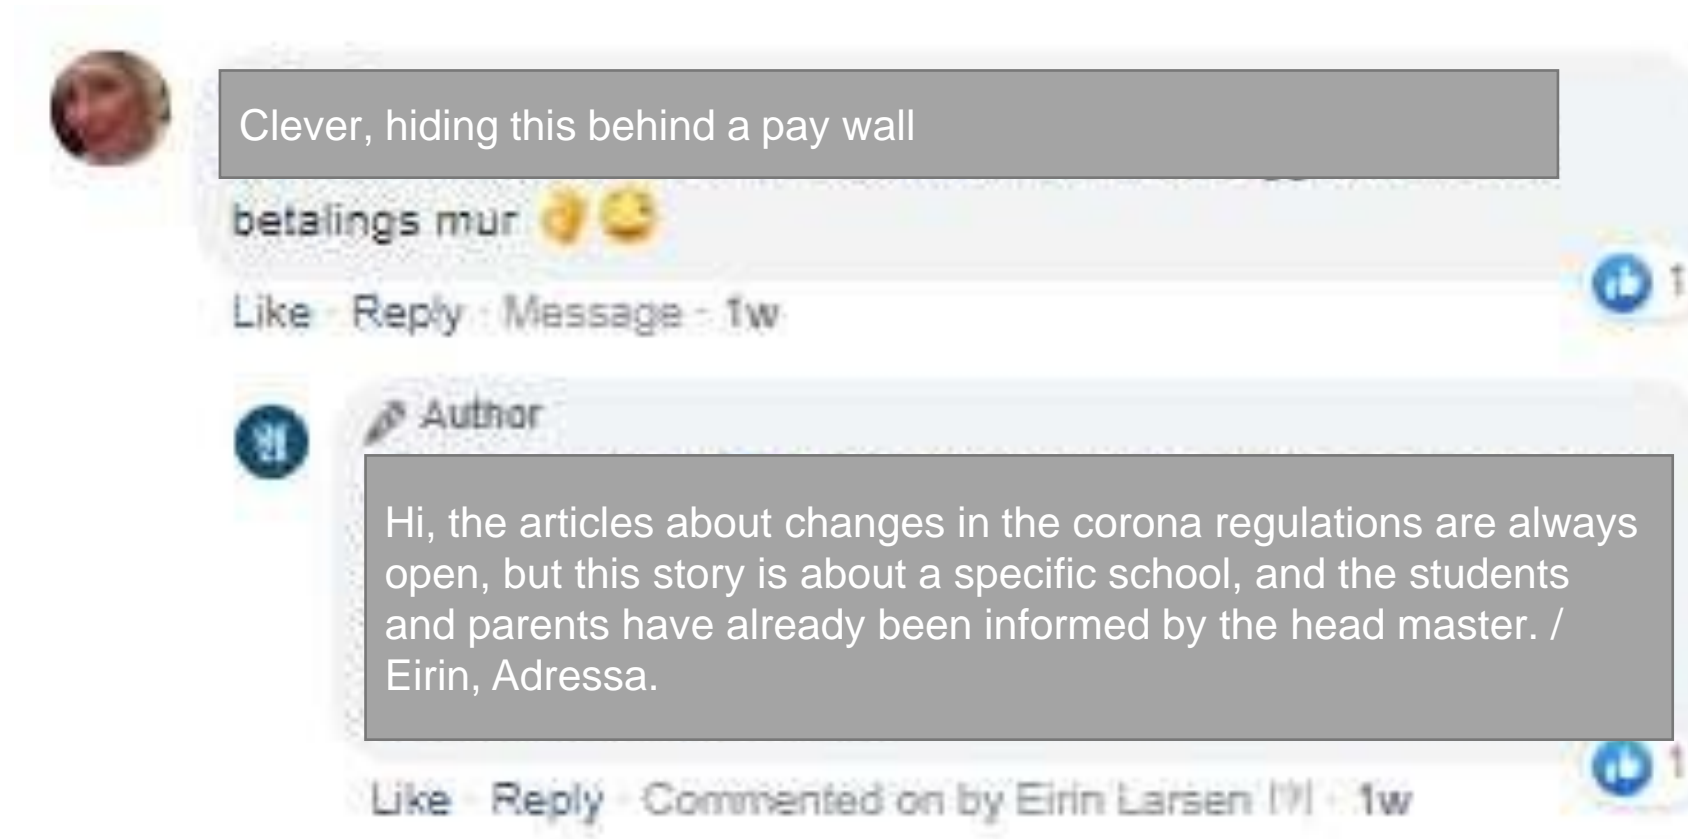 Clever, hiding this behind a pay wall
betalings mur
Like · Reply · Message · 1w
1
Author
Hi, the articles about changes in the corona regulations are always
open, but this story is about a specific school, and the students
and parents have already been informed by the head master. /
Eirin, Adressa.
1
Like · Reply · Commented on by Eirin Larsen [?] · 1w